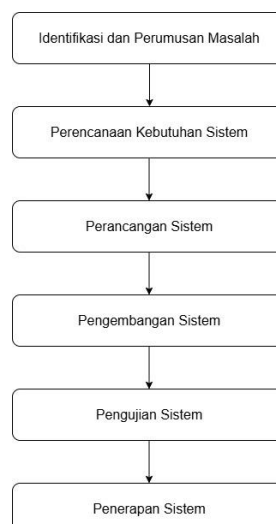 Identifikasi dan Perumusan Masalah
Perencanaan Kebutuhan Sistem
Perancangan Sistem
Pengembangan Sistem
Pengujian Sistem
Penerapan Sistem